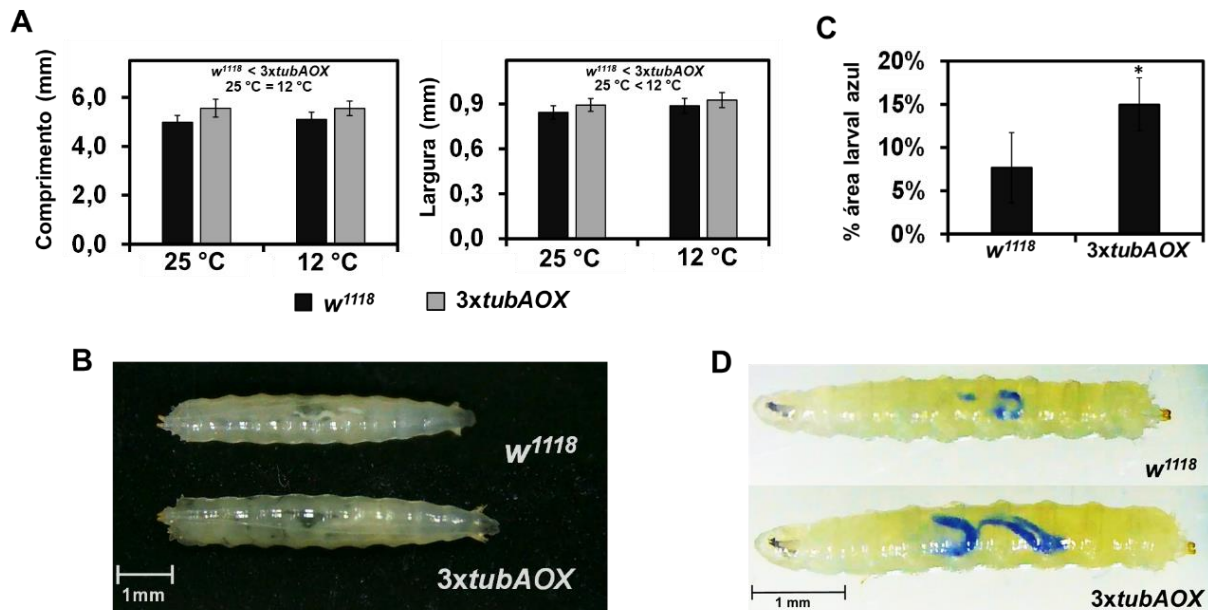 A
Comprimento (mm)
6,0
4,0
2,0
0,0
w1118 < 3xtubAOX
25 °C = 12 °C
25 °C 12 °C
Largura (mm)
0,9
0,6
0,3
0,0
w1118 < 3xtubAOX
25 °C < 12 °C
25 °C 12 °C
w1118 3xtubAOX
C
% área larval azul
20%
15%
10%
5%
0%
*
w1118 3xtubAOX
B
w1118
3xtubAOX
1mm
D
w1118
1 mm
3xtubAOX